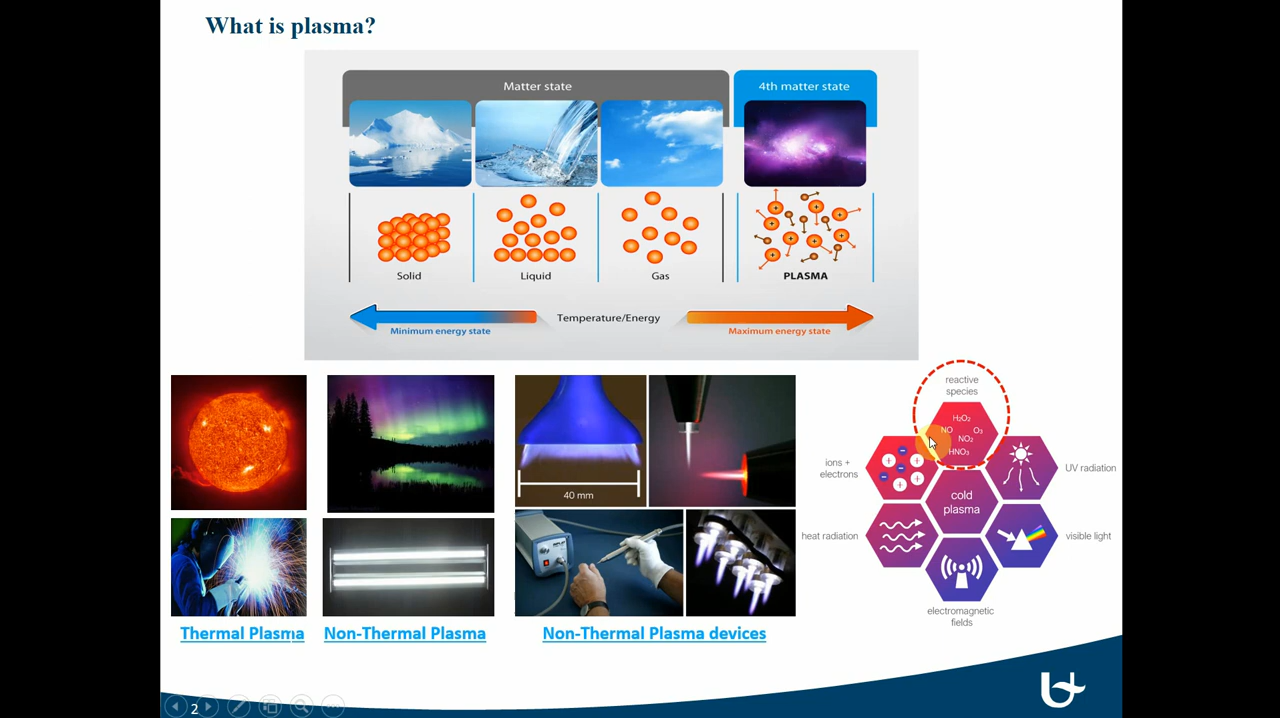 What is plasma?
Matter state
4th matter state
Solid
Liquid
Gas
PLASMA
Temperature/Energy
Minimum energy state
Maximum energy state
40 mm
Thermal Plasma
Non-Thermal Plasma
Non-Thermal Plasma devices
reactive
species
H₂O₂
NO
O₃
NO₂
HNO₃
ions +
electrons
UV radiation
cold
plasma
heat radiation
visible light
electromagnetic
fields
2